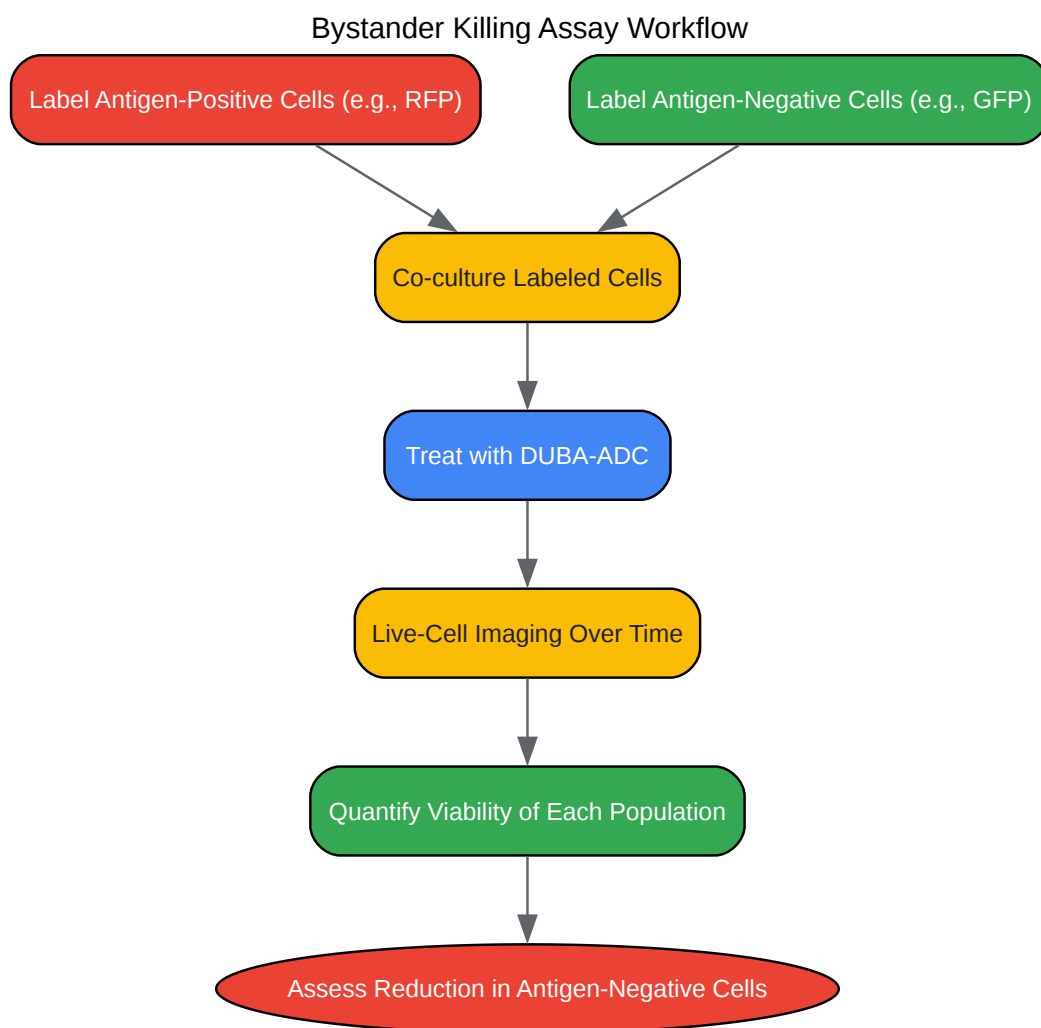 Bystander Killing Assay Workflow
Label Antigen-Positive Cells (e.g., RFP)
Label Antigen-Negative Cells (e.g., GFP)
Co-culture Labeled Cells
Treat with DUBA-ADC
Live-Cell Imaging Over Time
Quantify Viability of Each Population
Assess Reduction in Antigen-Negative Cells